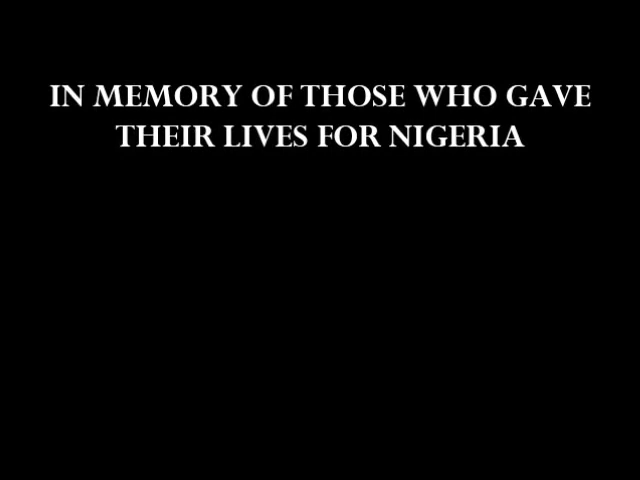 IN MEMORY OF THOSE WHO GAVE
THEIR LIVES FOR NIGERIA